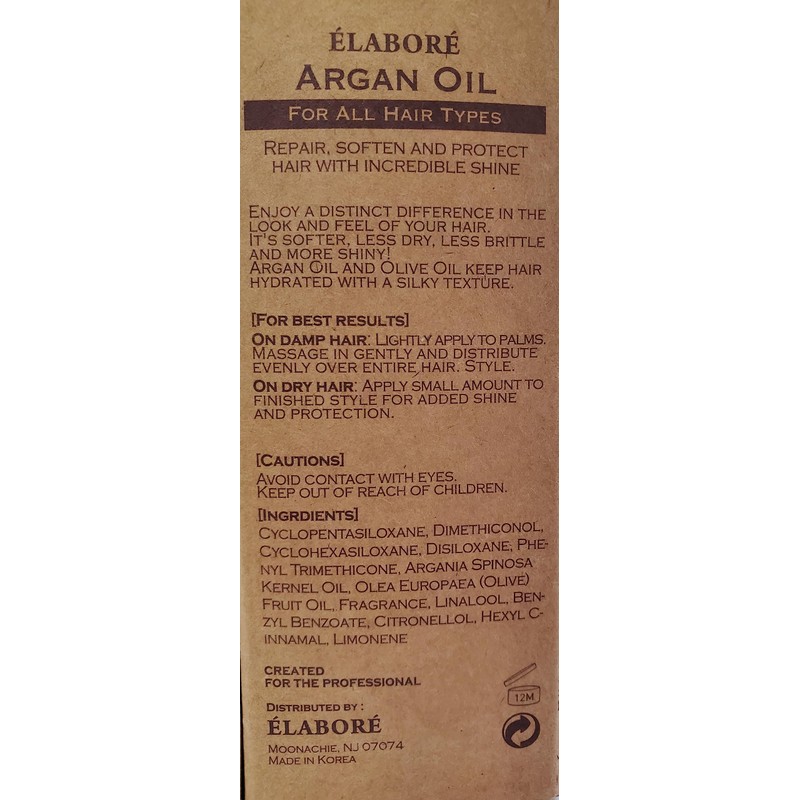 ÉLABORÉ
ARGAN OIL
FOR ALL HAIR TYPES
REPAIR, SOFTEN AND PROTECT
HAIR WITH INCREDIBLE SHINE
ENJOY A DISTINCT DIFFERENCE IN THE
LOOK AND FEEL OF YOUR HAIR.
IT'S SOFTER, LESS DRY, LESS BRITTLE
AND MORE SHINY!
ARGAN OIL AND OLIVE OIL KEEP HAIR
HYDRATED WITH A SILKY TEXTURE.
[FOR BEST RESULTS]
ON DAMP HAIR: LIGHTLY APPLY TO PALMS.
MASSAGE IN GENTLY AND DISTRIBUTE
EVENLY OVER ENTIRE HAIR. STYLE.
ON DRY HAIR: APPLY SMALL AMOUNT TO
FINISHED STYLE FOR ADDED SHINE
AND PROTECTION.
[CAUTIONS]
AVOID CONTACT WITH EYES.
KEEP OUT OF REACH OF CHILDREN.
[INGRDIENTS]
CYCLOPENTASILOXANE, DIMETHICONOL,
CYCLOHEXASILOXANE, DISILOXANE, PHE-
NYL TRIMETHICONE, ARGANIA SPINOSA
KERNEL OIL, OLEA EUROPAEA (OLIVE)
FRUIT OIL, FRAGRANCE, LINALOOL, BEN-
ZYL BENZOATE, CITRONELLOL, HEXYL C-
INNAMAL, LIMONENE
CREATED
FOR THE PROFESSIONAL
12M
DISTRIBUTED BY :
ÉLABORÉ
MOONACHIE, NJ 07074
MADE IN KOREA